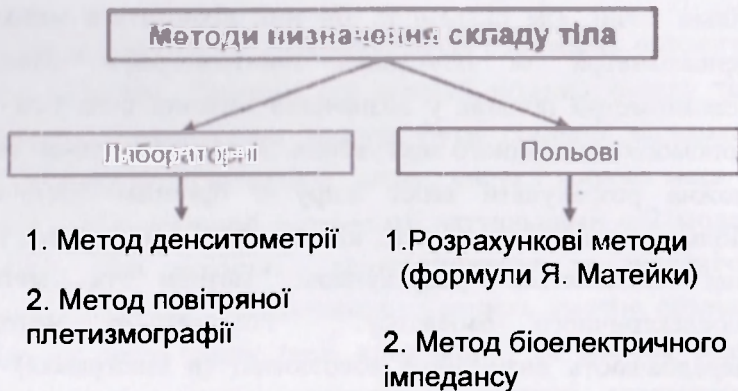 Методи визначення складу тіла
Лабораторні
Польові
1. Метод денситометрії
2. Метод повітряної
плетизмографії
1.Розрахункові методи
(формули Я. Матейки)
2. Метод біоелектричного
імпедансу